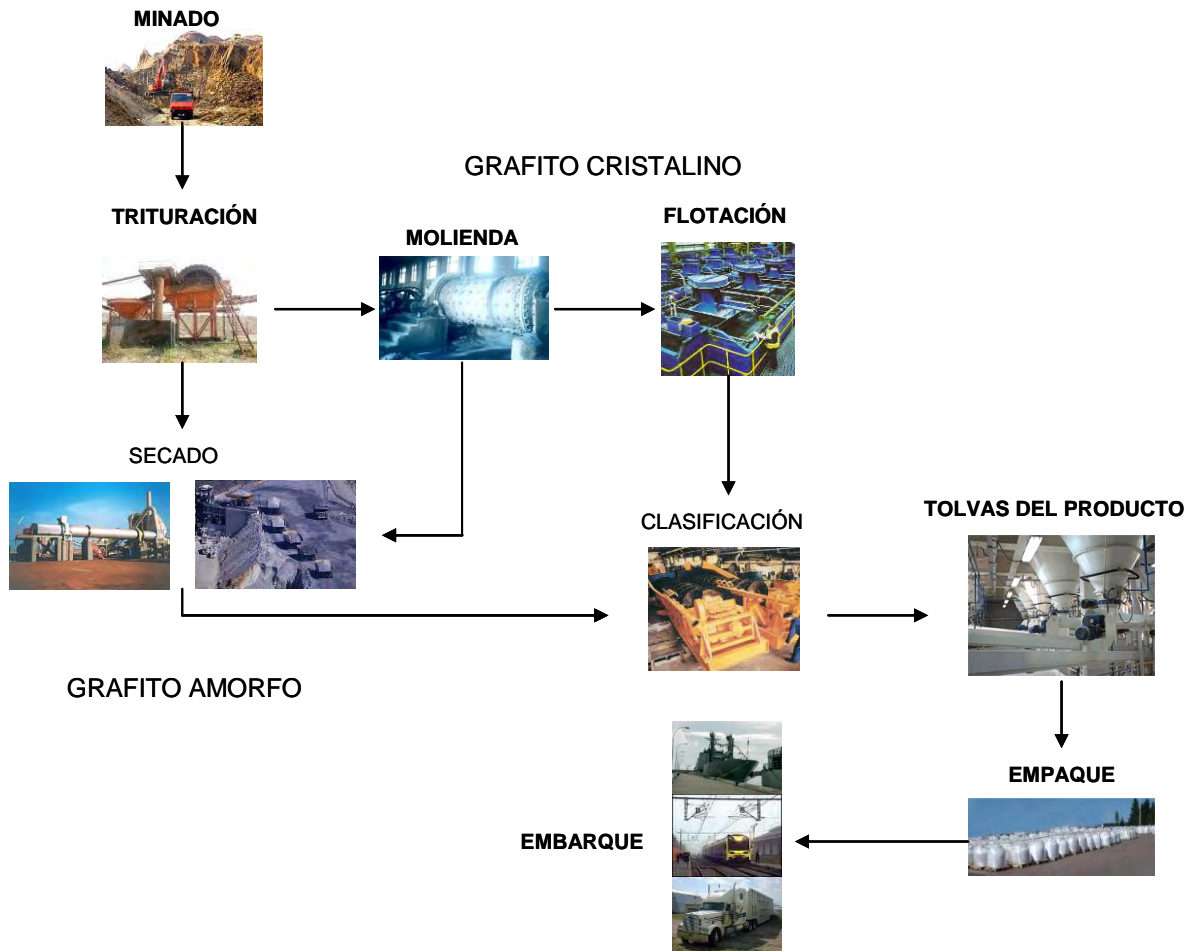 MINADO
GRAFITO CRISTALINO
TRITURACIÓN
MOLIENDA
FLOTACIÓN
SECADO
CLASIFICACIÓN
TOLVAS DEL PRODUCTO
GRAFITO AMORFO
EMPAQUE
EMBARQUE